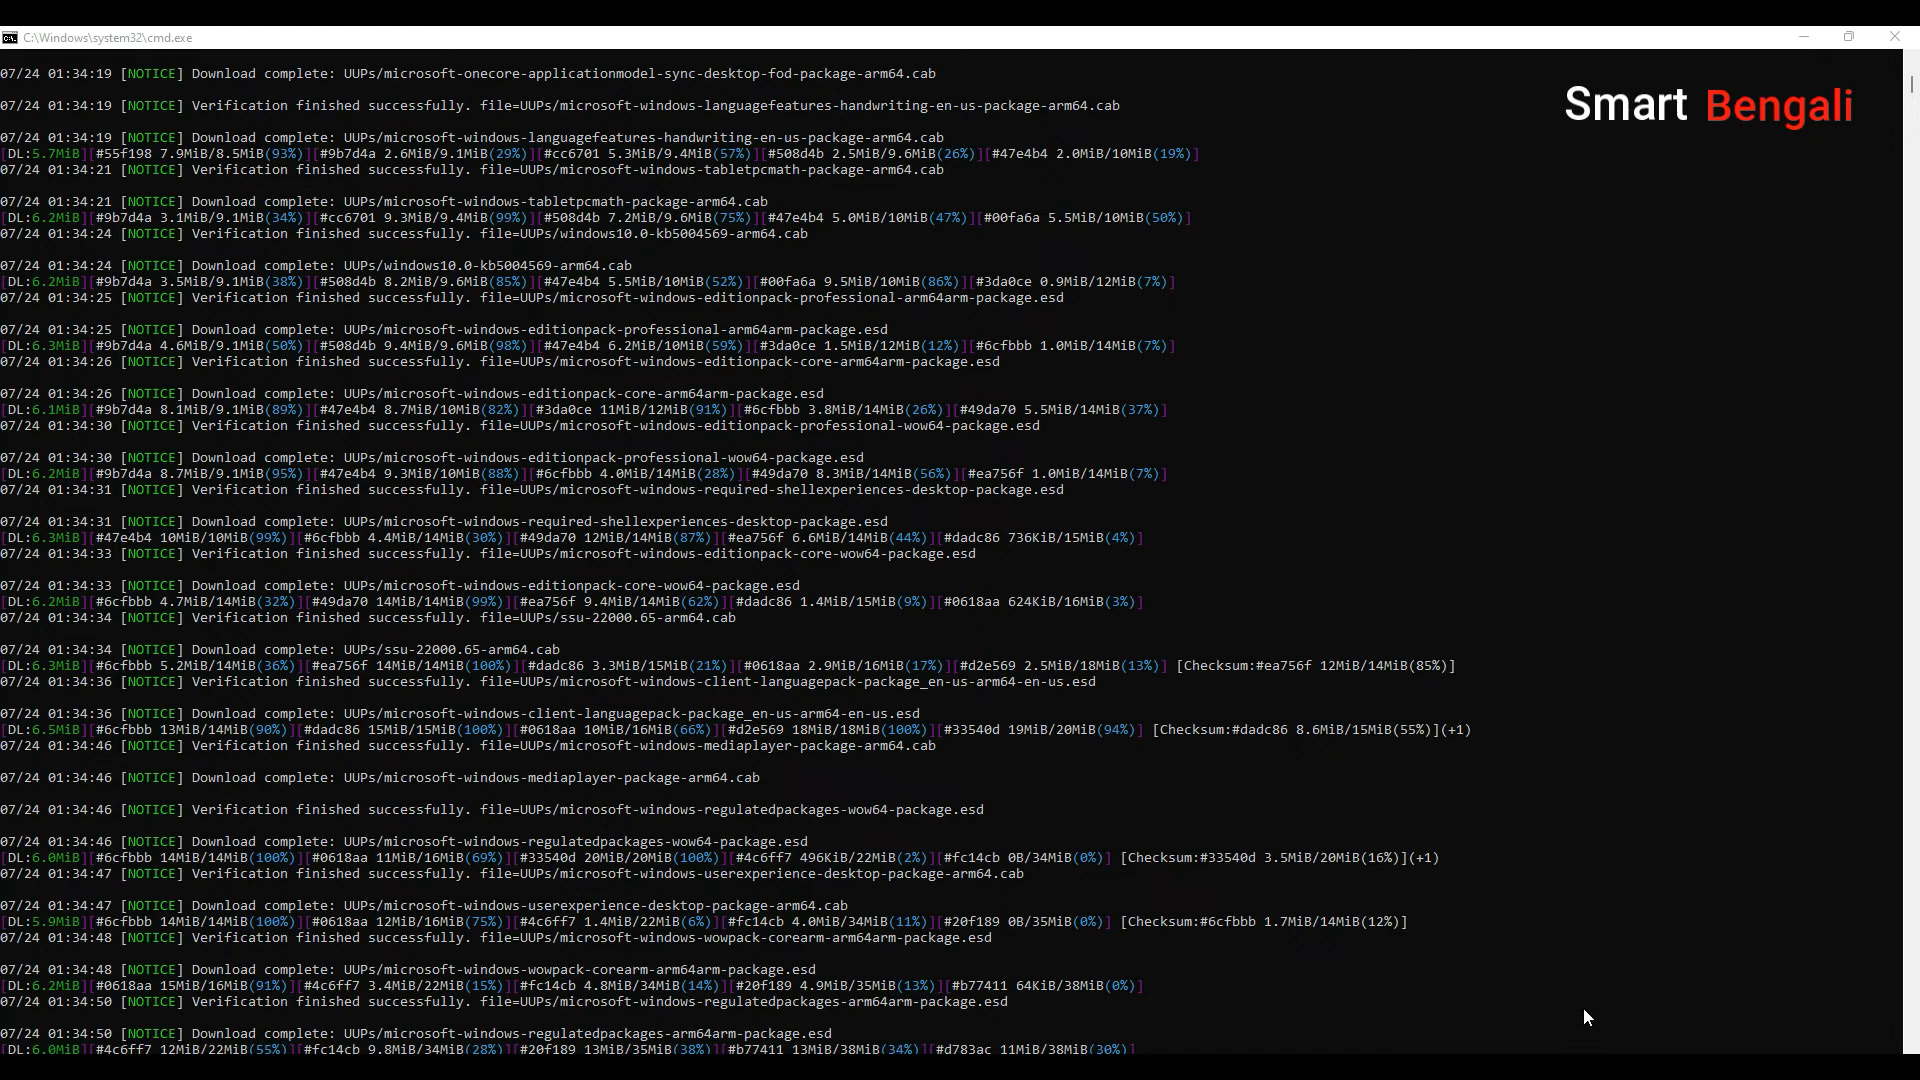 C:\Windows\system32\cmd.exe
07/24 01:34:19 [NOTICE] Download complete: UUPs/microsoft-onecore-applicationmodel-sync-desktop-fod-package-arm64.cab
Smart Bengali
07/24 01:34:19 [NOTICE] Verification finished successfully. file=UUPs/microsoft-windows-languagefeatures-handwriting-en-us-package-arm64.cab
07/24 01:34:19 [NOTICE] Download complete: UUPs/microsoft-windows-languagefeatures-handwriting-en-us-package-arm64.cab
[DL:5.7MiB][#55f198 7.9MiB/8.5MiB(93%)][#9b7d4a 2.6MiB/9.1MiB(29%)][#cc6701 5.3MiB/9.4MiB(57%)][#508d4b 2.5MiB/9.6MiB(26%)][#47e4b4 2.0MiB/10MiB(19%)]
07/24 01:34:21 [NOTICE] Verification finished successfully. file=UUPs/microsoft-windows-tabletpcmath-package-arm64.cab
07/24 01:34:21 [NOTICE] Download complete: UUPs/microsoft-windows-tabletpcmath-package-arm64.cab
[DL:6.2MiB][#9b7d4a 3.1MiB/9.1MiB(34%)][#cc6701 9.3MiB/9.4MiB(99%)][#508d4b 7.2MiB/9.6MiB(75%)][#47e4b4 5.0MiB/10MiB(47%)][#00fa6a 5.5MiB/10MiB(50%)]
07/24 01:34:24 [NOTICE] Verification finished successfully. file=UUPs/windows10.0-kb5004569-arm64.cab
07/24 01:34:24 [NOTICE] Download complete: UUPs/windows10.0-kb5004569-arm64.cab
[DL:6.2MiB][#9b7d4a 3.5MiB/9.1MiB(38%)][#508d4b 8.2MiB/9.6MiB(85%)][#47e4b4 5.5MiB/10MiB(52%)][#00fa6a 9.5MiB/10MiB(86%)][#3da0ce 0.9MiB/12MiB(7%)]
07/24 01:34:25 [NOTICE] Verification finished successfully. file=UUPs/microsoft-windows-editionpack-professional-arm64arm-package.esd
07/24 01:34:25 [NOTICE] Download complete: UUPs/microsoft-windows-editionpack-professional-arm64arm-package.esd
[DL:6.3MiB][#9b7d4a 4.6MiB/9.1MiB(50%)][#508d4b 9.4MiB/9.6MiB(98%)][#47e4b4 6.2MiB/10MiB(59%)][#3da0ce 1.5MiB/12MiB(12%)][#6cfbbb 1.0MiB/14MiB(7%)]
07/24 01:34:26 [NOTICE] Verification finished successfully. file=UUPs/microsoft-windows-editionpack-core-arm64arm-package.esd
07/24 01:34:26 [NOTICE] Download complete: UUPs/microsoft-windows-editionpack-core-arm64arm-package.esd
[DL:6.1MiB][#9b7d4a 8.1MiB/9.1MiB(89%)][#47e4b4 8.7MiB/10MiB(82%)][#3da0ce 11MiB/12MiB(91%)][#6cfbbb 3.8MiB/14MiB(26%)][#49da70 5.5MiB/14MiB(37%)]
07/24 01:34:30 [NOTICE] Verification finished successfully. file=UUPs/microsoft-windows-editionpack-professional-wow64-package.esd
07/24 01:34:30 [NOTICE] Download complete: UUPs/microsoft-windows-editionpack-professional-wow64-package.esd
[DL:6.2MiB][#9b7d4a 8.7MiB/9.1MiB(95%)][#47e4b4 9.3MiB/10MiB(88%)][#6cfbbb 4.0MiB/14MiB(28%)][#49da70 8.3MiB/14MiB(56%)][#ea756f 1.0MiB/14MiB(7%)]
07/24 01:34:31 [NOTICE] Verification finished successfully. file=UUPs/microsoft-windows-required-shellexperiences-desktop-package.esd
07/24 01:34:31 [NOTICE] Download complete: UUPs/microsoft-windows-required-shellexperiences-desktop-package.esd
[DL:6.3MiB][#47e4b4 10MiB/10MiB(99%)][#6cfbbb 4.4MiB/14MiB(30%)][#49da70 12MiB/14MiB(87%)][#ea756f 6.6MiB/14MiB(44%)][#dadc86 736KiB/15MiB(4%)]
07/24 01:34:33 [NOTICE] Verification finished successfully. file=UUPs/microsoft-windows-editionpack-core-wow64-package.esd
07/24 01:34:33 [NOTICE] Download complete: UUPs/microsoft-windows-editionpack-core-wow64-package.esd
[DL:6.2MiB][#6cfbbb 4.7MiB/14MiB(32%)][#49da70 14MiB/14MiB(99%)][#ea756f 9.4MiB/14MiB(62%)][#dadc86 1.4MiB/15MiB(9%)][#0618aa 624KiB/16MiB(3%)]
07/24 01:34:34 [NOTICE] Verification finished successfully. file=UUPs/ssu-22000.65-arm64.cab
07/24 01:34:34 [NOTICE] Download complete: UUPs/ssu-22000.65-arm64.cab
[DL:6.3MiB][#6cfbbb 5.2MiB/14MiB(36%)][#ea756f 14MiB/14MiB(100%)][#dadc86 3.3MiB/15MiB(21%)][#0618aa 2.9MiB/16MiB(17%)][#d2e569 2.5MiB/18MiB(13%)] [Checksum:#ea756f 12MiB/14MiB(85%)]
07/24 01:34:36 [NOTICE] Verification finished successfully. file=UUPs/microsoft-windows-client-languagepack-package_en-us-arm64-en-us.esd
07/24 01:34:36 [NOTICE] Download complete: UUPs/microsoft-windows-client-languagepack-package_en-us-arm64-en-us.esd
[DL:6.5MiB][#6cfbbb 13MiB/14MiB(90%)][#dadc86 15MiB/15MiB(100%)][#0618aa 10MiB/16MiB(66%)][#d2e569 18MiB/18MiB(100%)][#33540d 19MiB/20MiB(94%)] [Checksum:#dadc86 8.6MiB/15MiB(55%)](+1)
07/24 01:34:46 [NOTICE] Verification finished successfully. file=UUPs/microsoft-windows-mediaplayer-package-arm64.cab
07/24 01:34:46 [NOTICE] Download complete: UUPs/microsoft-windows-mediaplayer-package-arm64.cab
07/24 01:34:46 [NOTICE] Verification finished successfully. file=UUPs/microsoft-windows-regulatedpackages-wow64-package.esd
07/24 01:34:46 [NOTICE] Download complete: UUPs/microsoft-windows-regulatedpackages-wow64-package.esd
[DL:6.0MiB][#6cfbbb 14MiB/14MiB(100%)][#0618aa 11MiB/16MiB(69%)][#33540d 20MiB/20MiB(100%)][#4c6ff7 496KiB/22MiB(2%)][#fc14cb 0B/34MiB(0%)] [Checksum:#33540d 3.5MiB/20MiB(16%)](+1)
07/24 01:34:47 [NOTICE] Verification finished successfully. file=UUPs/microsoft-windows-userexperience-desktop-package-arm64.cab
07/24 01:34:47 [NOTICE] Download complete: UUPs/microsoft-windows-userexperience-desktop-package-arm64.cab
[DL:5.9MiB][#6cfbbb 14MiB/14MiB(100%)][#0618aa 12MiB/16MiB(75%)][#4c6ff7 1.4MiB/22MiB(6%)][#fc14cb 4.0MiB/34MiB(11%)][#20f189 0B/35MiB(0%)] [Checksum:#6cfbbb 1.7MiB/14MiB(12%)]
07/24 01:34:48 [NOTICE] Verification finished successfully. file=UUPs/microsoft-windows-wowpack-corearm-arm64arm-package.esd
07/24 01:34:48 [NOTICE] Download complete: UUPs/microsoft-windows-wowpack-corearm-arm64arm-package.esd
[DL:6.2MiB][#0618aa 15MiB/16MiB(91%)][#4c6ff7 3.4MiB/22MiB(15%)][#fc14cb 4.8MiB/34MiB(14%)][#20f189 4.9MiB/35MiB(13%)][#b77411 64KiB/38MiB(0%)]
07/24 01:34:50 [NOTICE] Verification finished successfully. file=UUPs/microsoft-windows-regulatedpackages-arm64arm-package.esd
07/24 01:34:50 [NOTICE] Download complete: UUPs/microsoft-windows-regulatedpackages-arm64arm-package.esd
[DL:6.0MiB][#4c6ff7 12MiB/22MiB(55%)][#fc14cb 9.8MiB/34MiB(28%)][#20f189 13MiB/35MiB(38%)][#b77411 13MiB/38MiB(34%)][#d783ac 11MiB/38MiB(30%)]